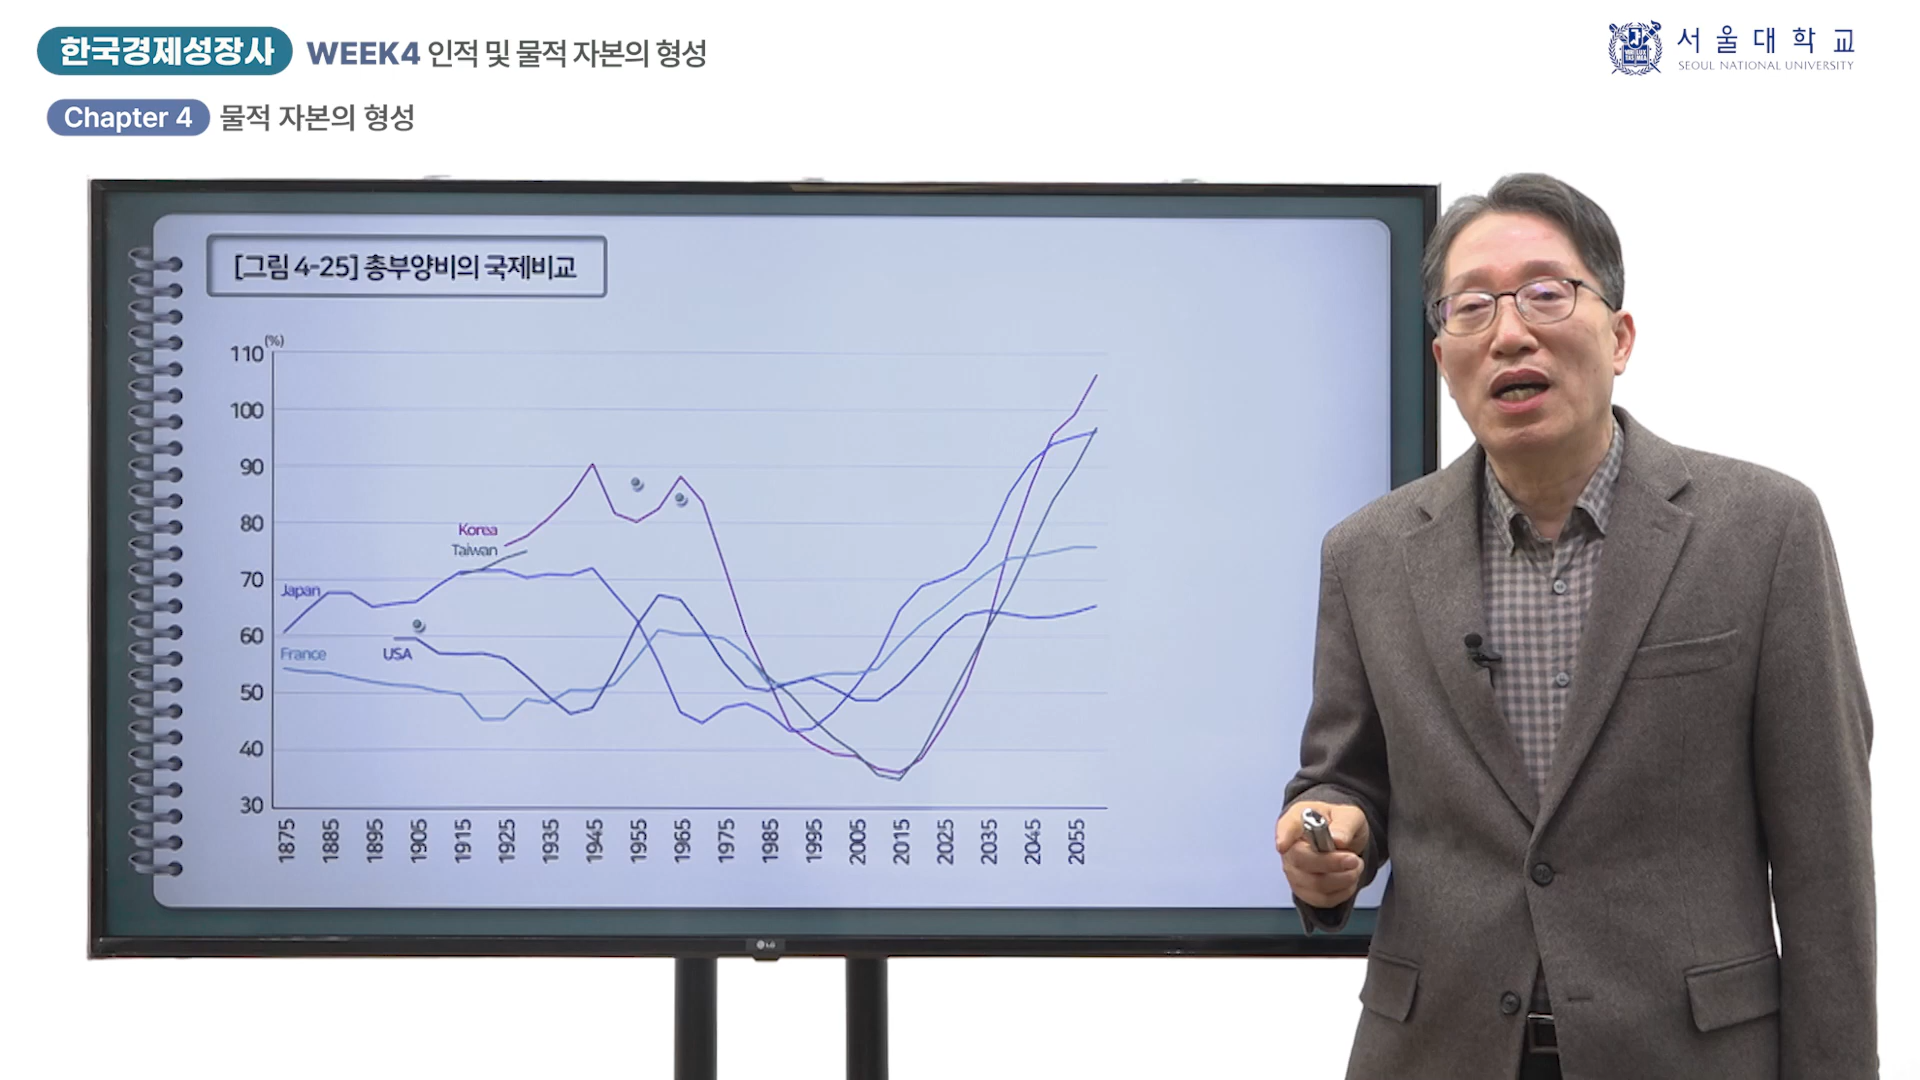 한국경제성장사 WEEK4 인적 및 물적 자본의 형성
서울대학교
SEOUL NATIONAL UNIVERSITY
Chapter 4 물적 자본의 형성
[그림 4-25] 총부양비의 국제비교
(%)
110
100
90
80
70
60
50
40
30
Korea
Taiwan
Japan
France
USA
1875 1885 1895 1905 1915 1925 1935 1945 1955 1965 1975 1985 1995 2005 2015 2025 2035 2045 2055
LG